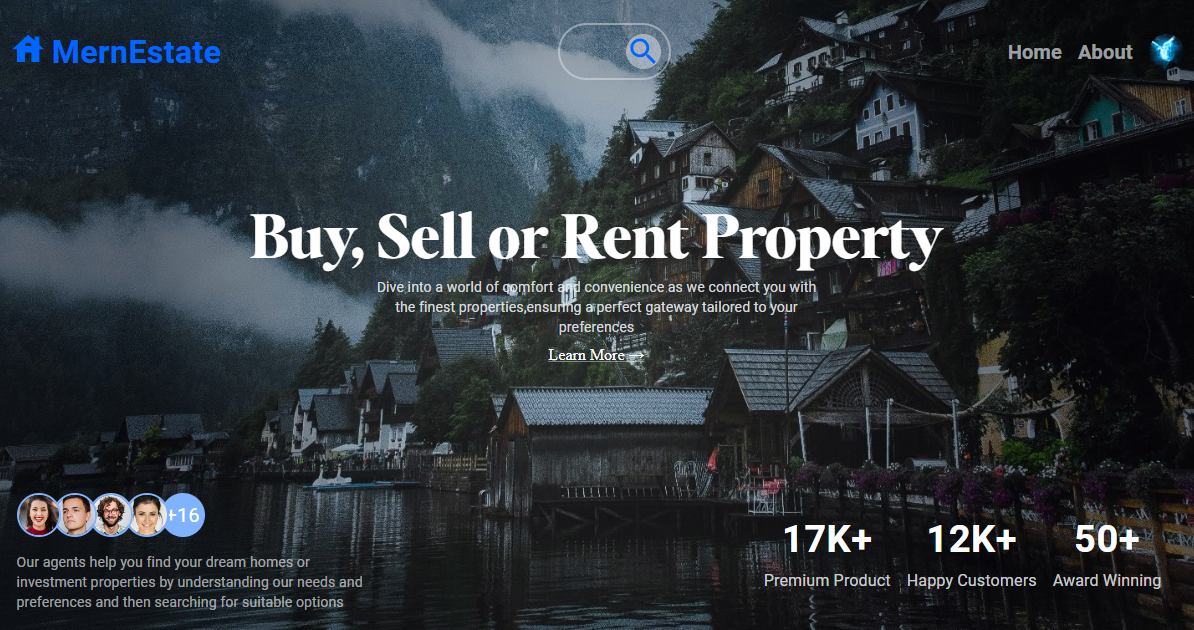 MernEstate
Home About
Buy, Sell or Rent Property
Dive into a world of comfort and convenience as we connect you with
the finest properties,ensuring a perfect gateway tailored to your
preferences
Learn More →
+16
Our agents help you find your dream homes or
investment properties by understanding our needs and
preferences and then searching for suitable options
17K+ 12K+ 50+
Premium Product Happy Customers Award Winning